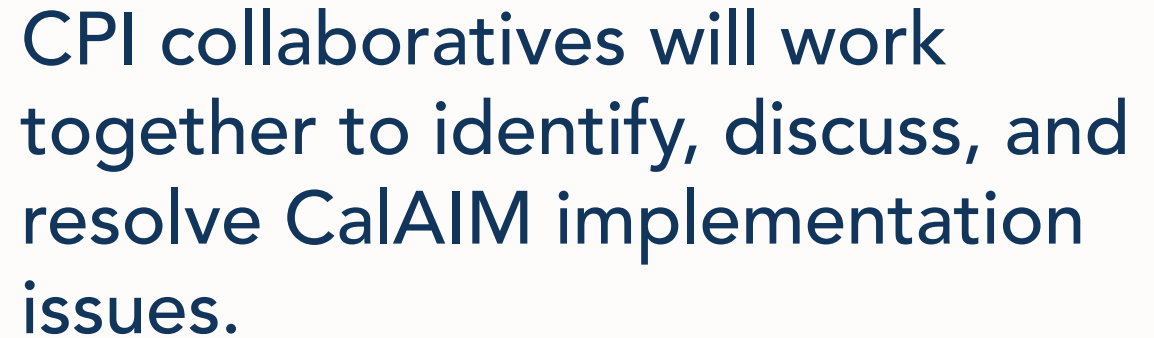 CPI collaboratives will work
together to identify, discuss, and
resolve CalAIM implementation
issues.